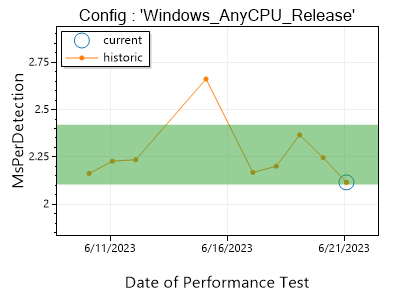 Config : 'Windows_AnyCPU_Release'
current
historic
MsPerDetection
2.75
2.5
2.25
2
6/11/2023
6/16/2023
6/21/2023
Date of Performance Test